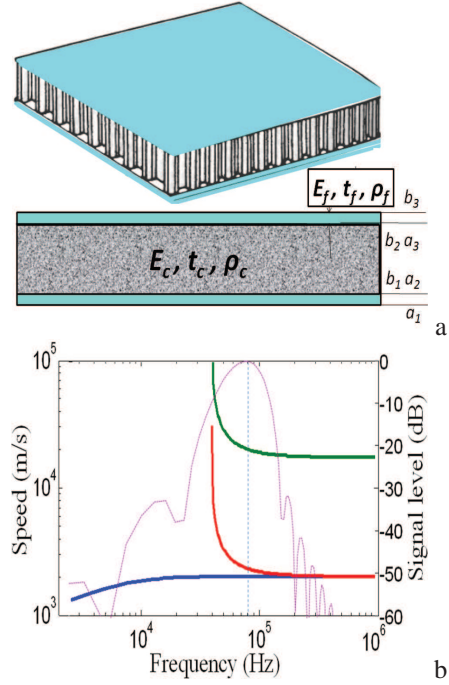 E_f, t_f, ρ_f
b_3
E_c, t_c, ρ_c
b_2 a_3
b_1 a_2
a_1
a
10^5
10^4
10^3
Speed (m/s)
0
-10
-20
-30
-40
-50
-60
Signal level (dB)
10^4
10^5
10^6
Frequency (Hz)
b